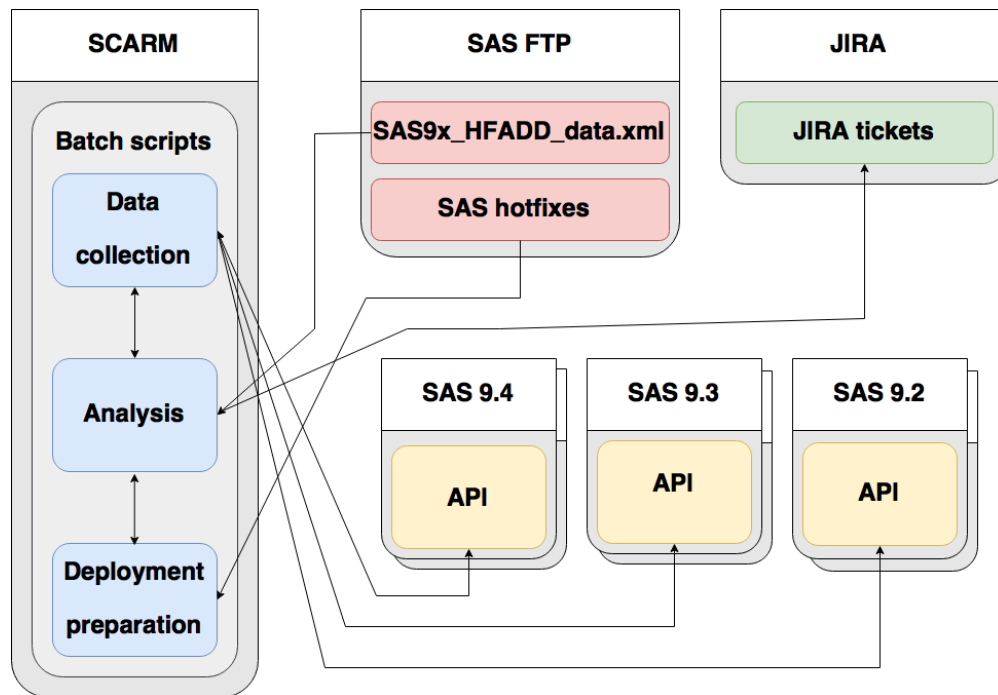 SCARM
Batch scripts
Data
collection
Analysis
Deployment
preparation
SAS FTP
SAS9x_HFADD_data.xml
SAS hotfixes
JIRA
JIRA tickets
SAS 9.4
API
SAS 9.3
API
SAS 9.2
API